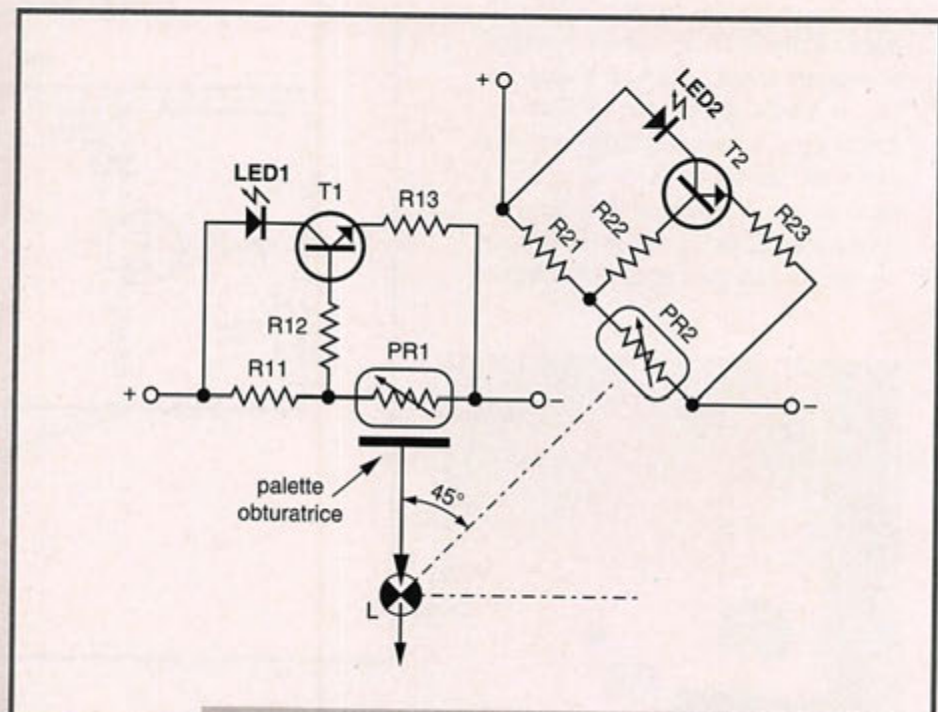 +
LED2
T2
LED1
T1
R13
R21
R22
R23
R12
PR1
PR2
R11
+
–
–
palette
obturatrice
45°
L